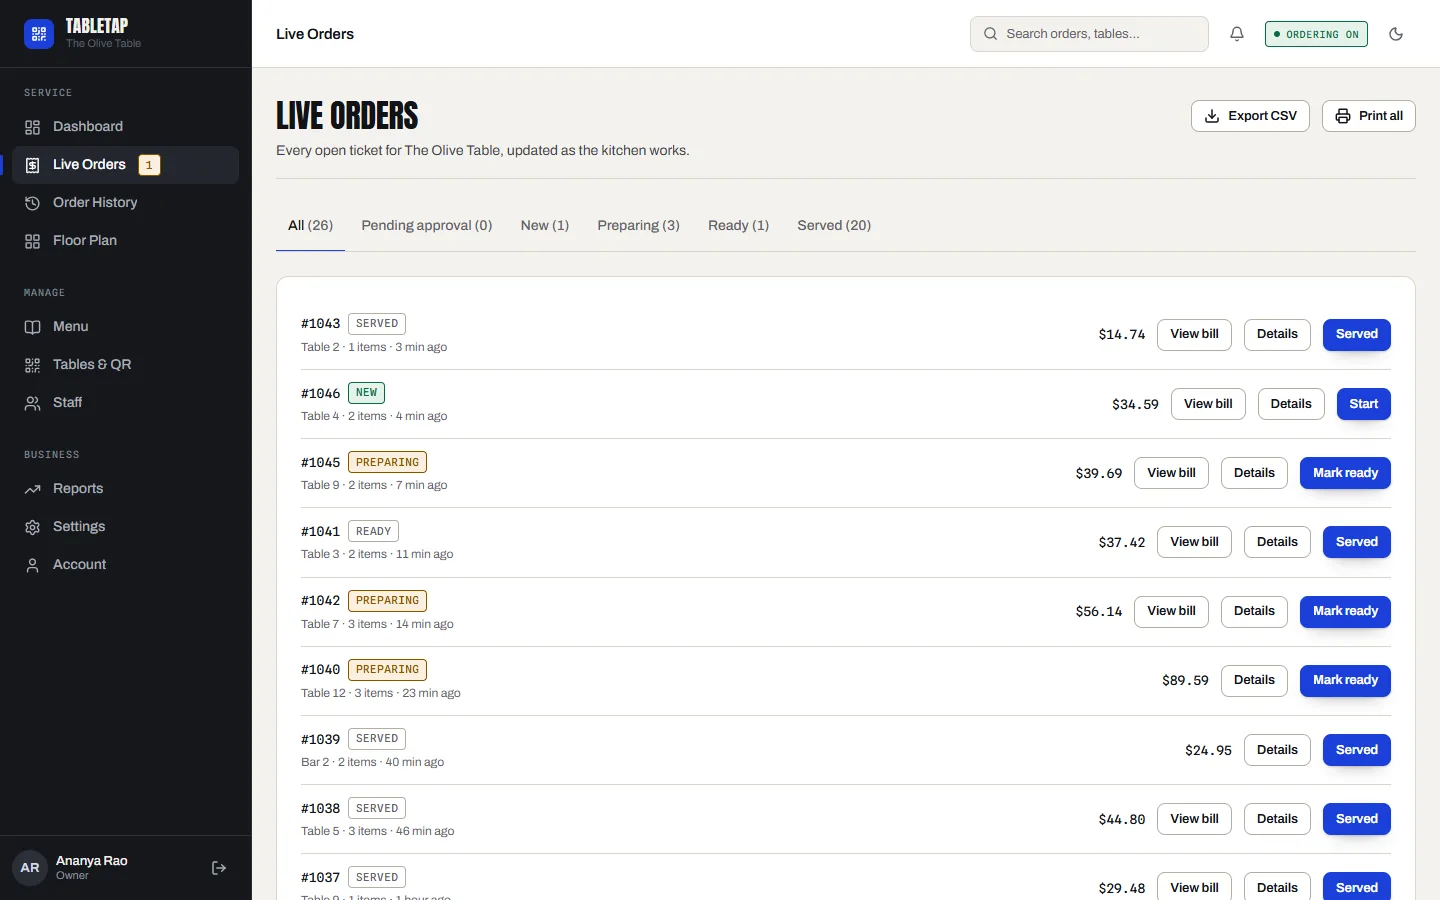 TABLETAP
The Olive Table
Live Orders
Search orders, tables...
ORDERING ON
SERVICE
Dashboard
Live Orders 1
Order History
Floor Plan
MANAGE
Menu
Tables & QR
Staff
BUSINESS
Reports
Settings
Account
AR
Ananya Rao
Owner
LIVE ORDERS
Every open ticket for The Olive Table, updated as the kitchen works.
Export CSV
Print all
All (26) Pending approval (0) New (1) Preparing (3) Ready (1) Served (20)
#1043 SERVED
Table 2 · 1 items · 3 min ago
$14.74 View bill Details Served
#1046 NEW
Table 4 · 2 items · 4 min ago
$34.59 View bill Details Start
#1045 PREPARING
Table 9 · 2 items · 7 min ago
$39.69 View bill Details Mark ready
#1041 READY
Table 3 · 2 items · 11 min ago
$37.42 View bill Details Served
#1042 PREPARING
Table 7 · 3 items · 14 min ago
$56.14 View bill Details Mark ready
#1040 PREPARING
Table 12 · 3 items · 23 min ago
$89.59 Details Mark ready
#1039 SERVED
Bar 2 · 2 items · 40 min ago
$24.95 Details Served
#1038 SERVED
Table 5 · 3 items · 46 min ago
$44.80 View bill Details Served
#1037 SERVED
Table 9 · 1 items · 1 hour ago
$29.48 View bill Details Served